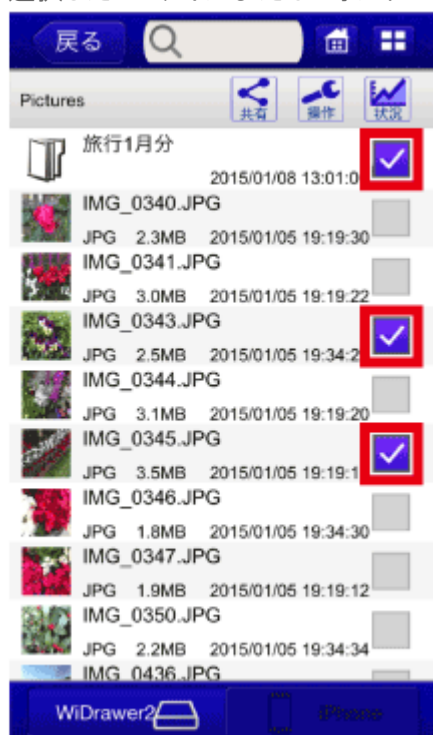 戻る
Pictures
共有
操作
状況
旅行1月分
2015/01/08 13:01:0
IMG_0340.JPG
JPG 2.3MB 2015/01/05 19:19:30
IMG_0341.JPG
JPG 3.0MB 2015/01/05 19:19:22
IMG_0343.JPG
JPG 2.5MB 2015/01/05 19:34:2
IMG_0344.JPG
JPG 3.1MB 2015/01/05 19:19:20
IMG_0345.JPG
JPG 3.5MB 2015/01/05 19:19:1
IMG_0346.JPG
JPG 1.8MB 2015/01/05 19:34:30
IMG_0347.JPG
JPG 1.9MB 2015/01/05 19:19:12
IMG_0350.JPG
JPG 2.2MB 2015/01/05 19:34:34
IMG_0436.JPG
WiDrawer2